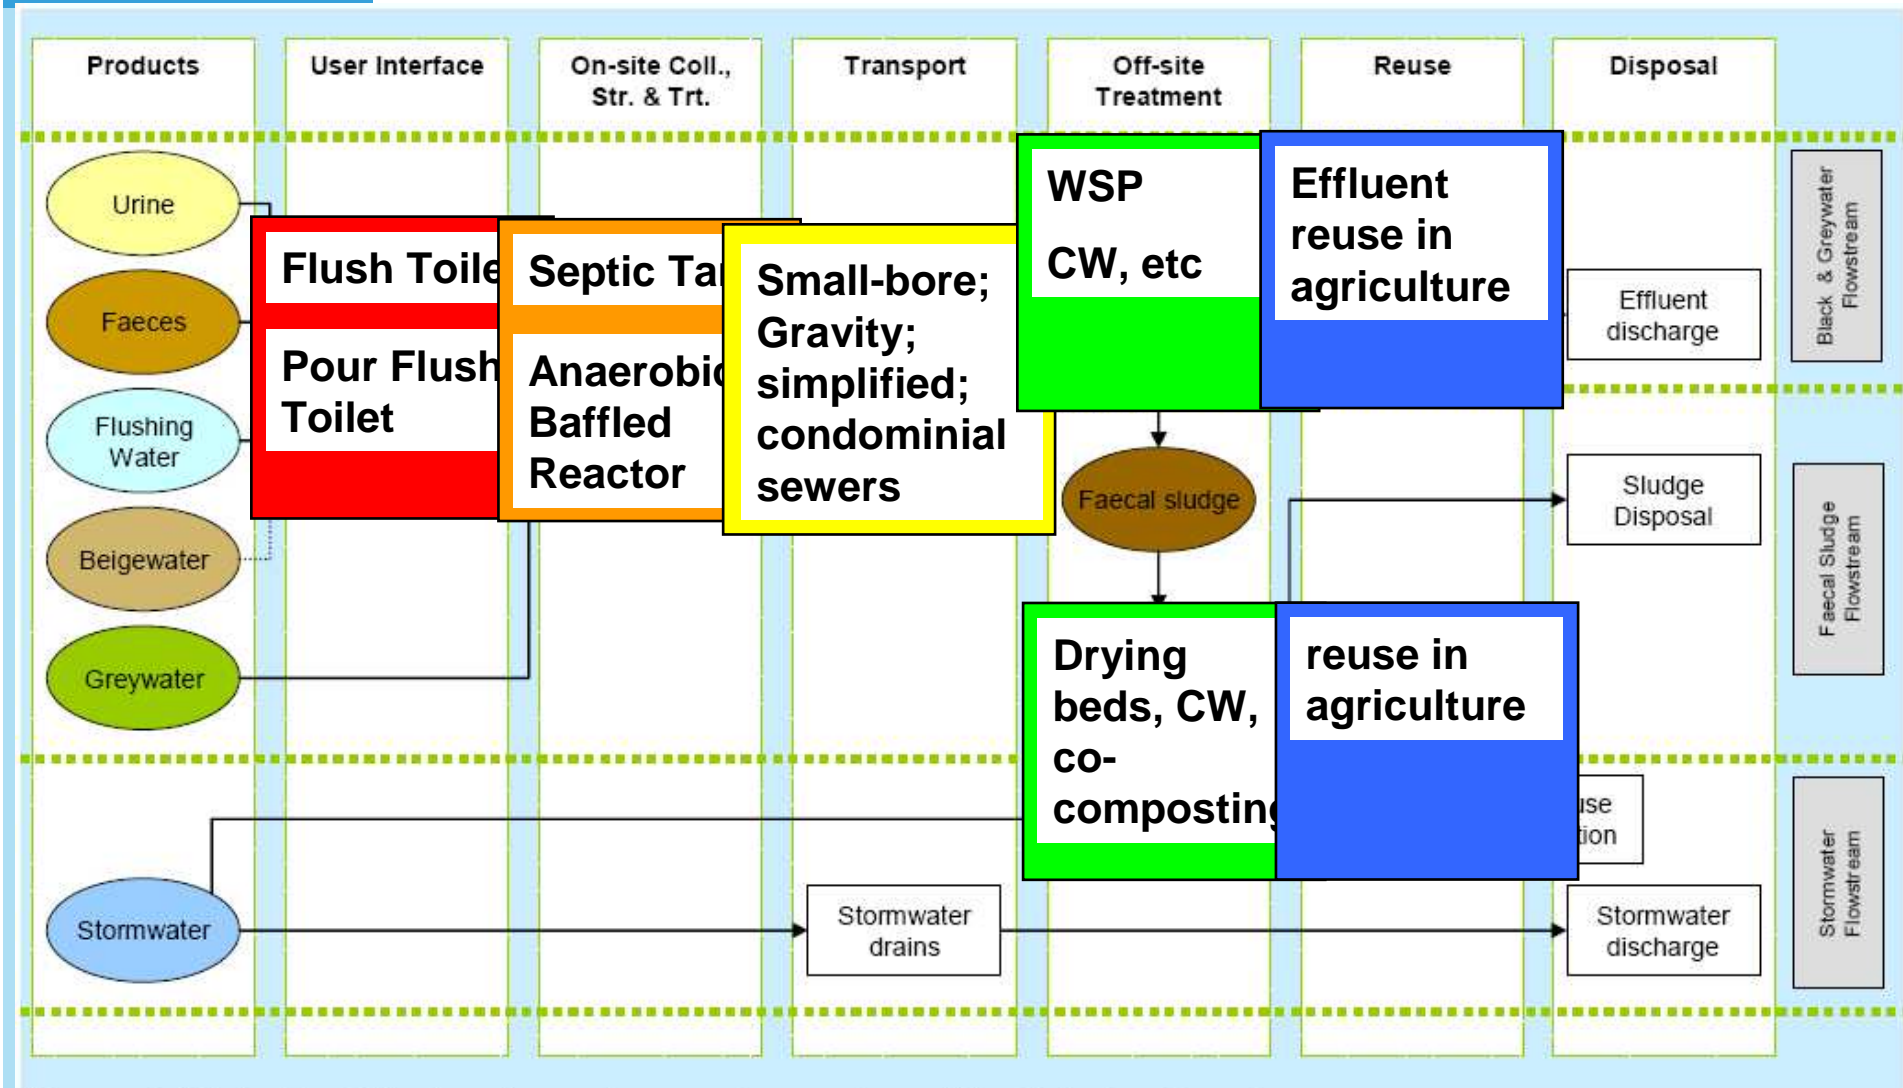 Products
User Interface
On-site Coll.,
Str. & Trt.
Transport
Off-site
Treatment
Reuse
Disposal
Urine
Faeces
Flushing
Water
Beigewater
Greywater
Stormwater
Flush Toile
Pour Flush
Toilet
Septic Ta
Anaerobic
Baffled
Reactor
Small-bore;
Gravity;
simplified;
condominial
sewers
WSP
CW, etc
Effluent
reuse in
agriculture
Effluent
discharge
Faecal sludge
Sludge
Disposal
Drying
beds, CW,
co-
composting
reuse in
agriculture
Stormwater
drains
Stormwater
discharge
Black & Greywater
Flowstream
Faecal Sludge
Flowstream
Stormwater
Flowstream